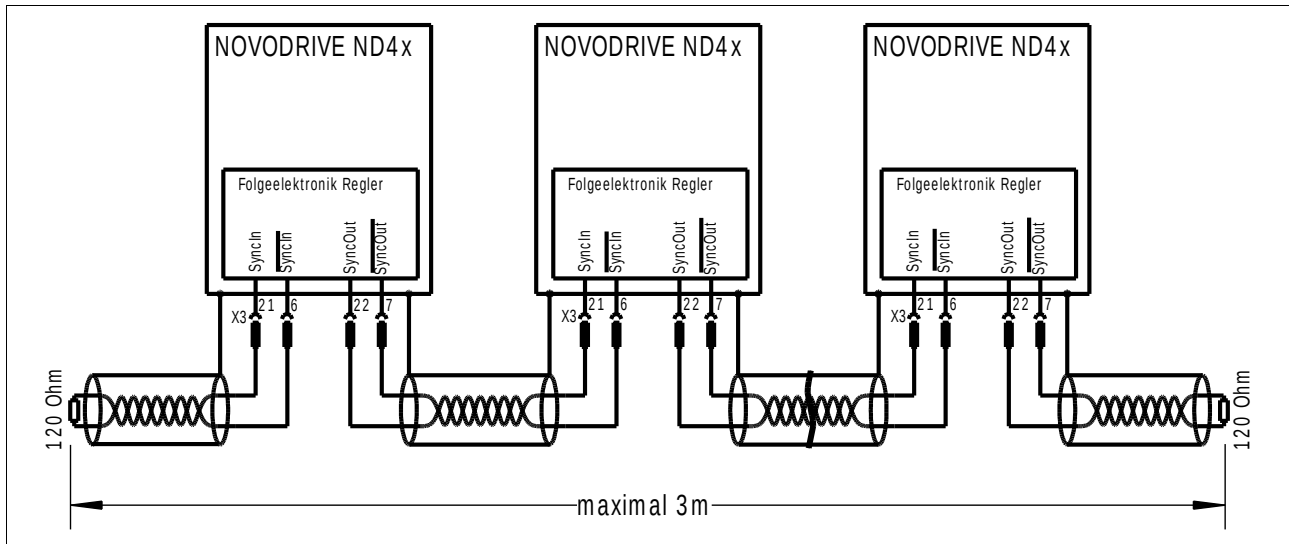 NOVODRIVE ND4x
NOVODRIVE ND4x
NOVODRIVE ND4x
Folgeelektronik Regler
Folgeelektronik Regler
Folgeelektronik Regler
SyncIn
SyncIn
SyncOut
SyncOut
SyncIn
SyncIn
SyncOut
SyncOut
SyncIn
SyncIn
SyncOut
SyncOut
X3
21
6
22
7
X3
21
6
22
7
X3
21
6
22
7
120 Ohm
120 Ohm
maximal 3m